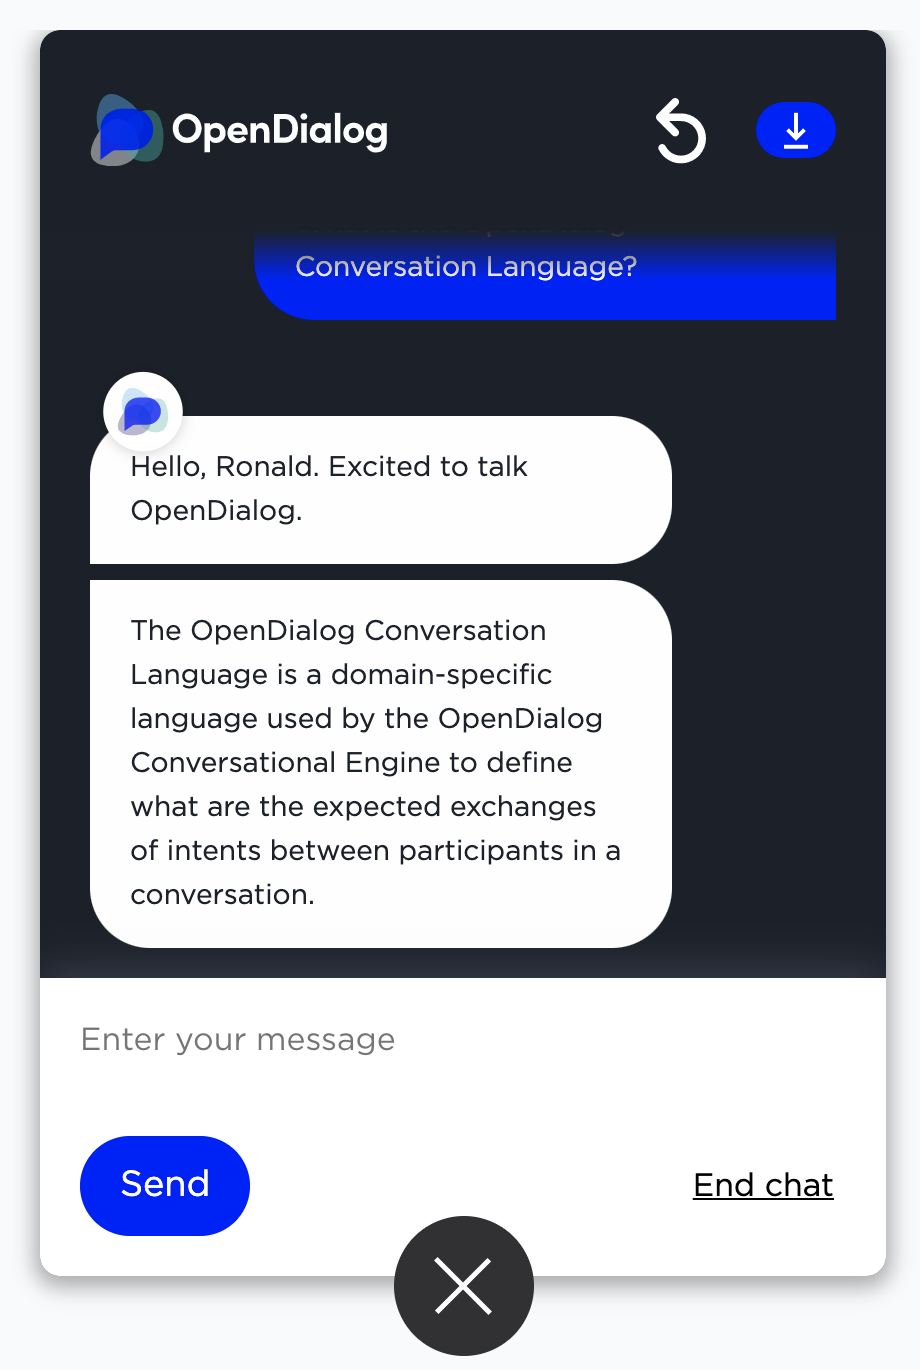 OpenDialog
Conversation Language?
Hello, Ronald. Excited to talk
OpenDialog.
The OpenDialog Conversation
Language is a domain-specific
language used by the OpenDialog
Conversational Engine to define
what are the expected exchanges
of intents between participants in a
conversation.
Enter your message
Send
End chat